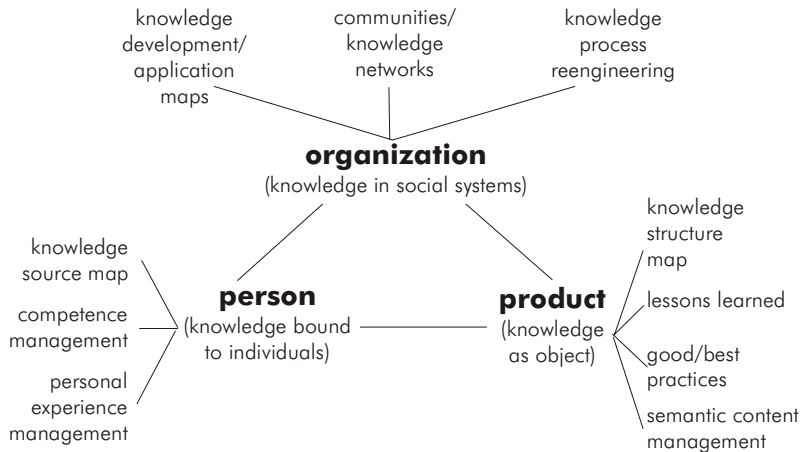 knowledge
development/
application
maps
communities/
knowledge
networks
knowledge
process
reengineering
organization
(knowledge in social systems)
knowledge
source map
competence
management
personal
experience
management
person
(knowledge bound
to individuals)
product
(knowledge
as object)
knowledge
structure
map
lessons learned
good/best
practices
semantic content
management